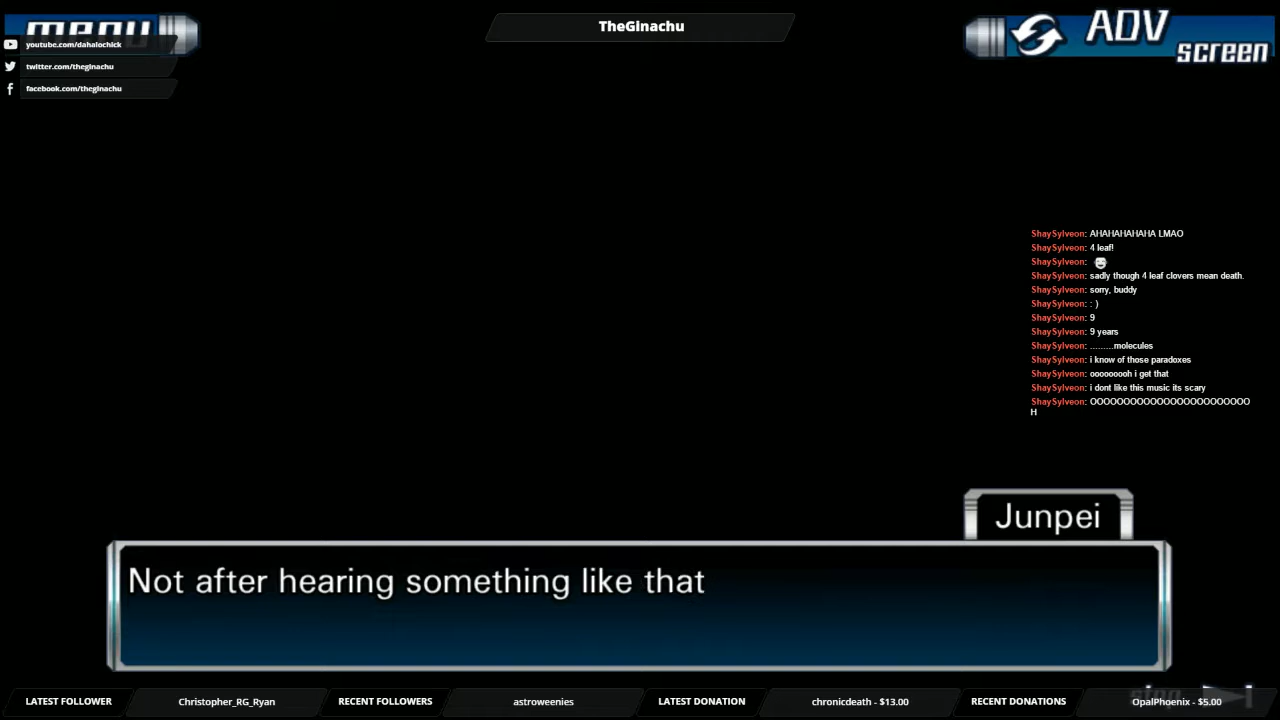 menu
TheGinachu
ADV
screen
youtube.com/dahalochick
twitter.com/theginachu
facebook.com/theginachu
ShaySylveon: AHAHAHAHAHA LMAO
ShaySylveon: 4 leaf!
ShaySylveon:
ShaySylveon: sadly though 4 leaf clovers mean death.
ShaySylveon: sorry, buddy
ShaySylveon: : )
ShaySylveon: 9
ShaySylveon: 9 years
ShaySylveon: .........molecules
ShaySylveon: i know of those paradoxes
ShaySylveon: ooooooooh i get that
ShaySylveon: i dont like this music its scary
ShaySylveon: OOOOOOOOOOOOOOOOOOOOOOOO
H
Junpei
Not after hearing something like that
stop
LATEST FOLLOWER Christopher_RG_Ryan RECENT FOLLOWERS astroweenies LATEST DONATION chronicdeath - $13.00 RECENT DONATIONS OpalPhoenix - $5.00